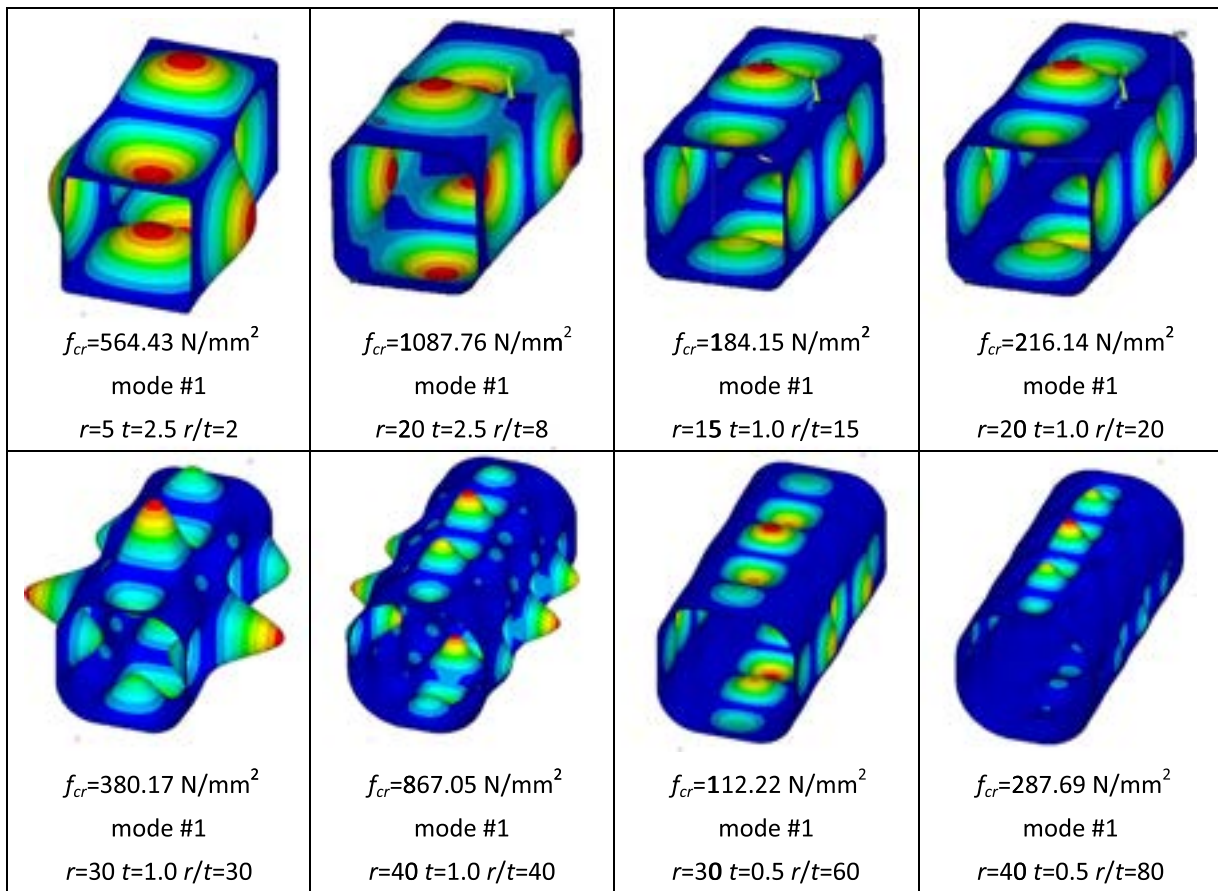 f_cr=564.43 N/mm²
mode #1
r=5 t=2.5 r/t=2
f_cr=1087.76 N/mm²
mode #1
r=20 t=2.5 r/t=8
f_cr=184.15 N/mm²
mode #1
r=15 t=1.0 r/t=15
f_cr=216.14 N/mm²
mode #1
r=20 t=1.0 r/t=20
f_cr=380.17 N/mm²
mode #1
r=30 t=1.0 r/t=30
f_cr=867.05 N/mm²
mode #1
r=40 t=1.0 r/t=40
f_cr=112.22 N/mm²
mode #1
r=30 t=0.5 r/t=60
f_cr=287.69 N/mm²
mode #1
r=40 t=0.5 r/t=80